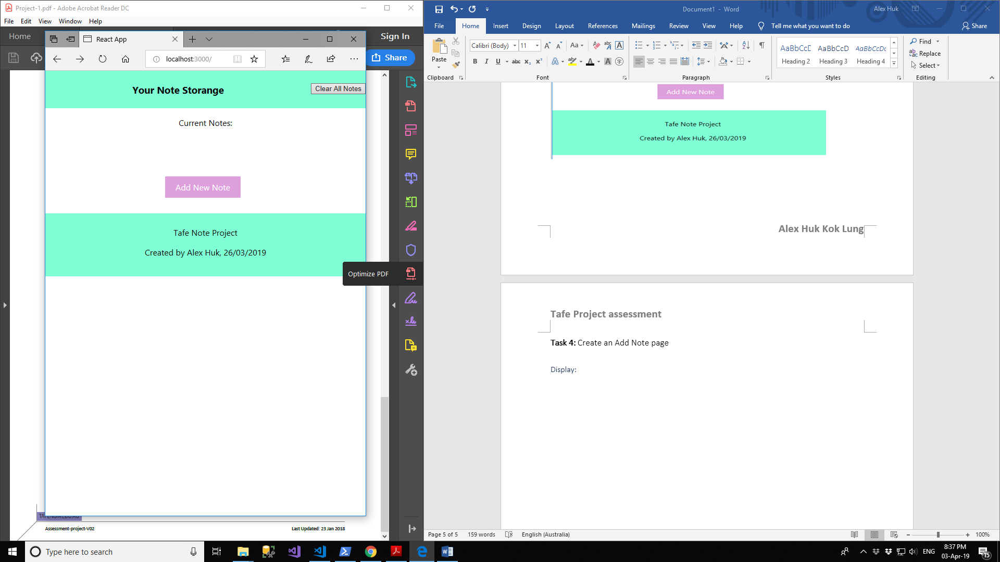 Project-1.pdf - Adobe Acrobat Reader DC
File Edit View Window Help
Home
Sign In
Share
React App
localhost:3000/
Your Note Storange
Clear All Notes
Current Notes:
Add New Note
Tafe Note Project
Created by Alex Huk, 26/03/2019
Optimize PDF
Assessment-project-V02
Last Updated: 23 Jan 2018
Document1 - Word
Alex Huk
File Home Insert Design Layout References Mailings Review View Help Tell me what you want to do
Share
Paste
Clipboard
Calibri (Body) 11
Font
Paragraph
AaBbCcD AaBbCcD AaBbCcDc
Heading 2 Heading 3 Heading 4
Styles
Find
Replace
Select
Editing
Add New Note
Tafe Note Project
Created by Alex Huk, 26/03/2019
Alex Huk Kok Lung
Tafe Project assessment
Task 4: Create an Add Note page
Display:
Page 5 of 5 159 words English (Australia)
100%
Type here to search
ENG
8:37 PM
03-Apr-19
15